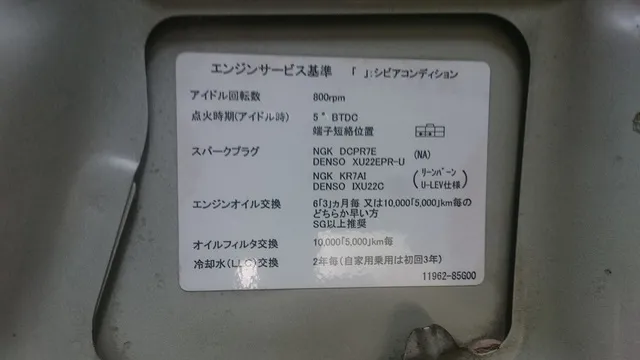 エンジンサービス基準 「 」:シビアコンディション
アイドル回転数 800rpm
点火時期(アイドル時) 5°BTDC
端子短絡位置
スパークプラグ NGK DCPR7E (NA)
DENSO XU22EPR-U
NGK KR7AI (リーンバーン
DENSO IXU22C U-LEV仕様)
エンジンオイル交換 6「3」ヵ月毎 又は10,000「5,000」km毎の
どちらか早い方
SG以上推奨
オイルフィルタ交換 10,000「5,000」km毎
冷却水(LLC)交換 2年毎(自家用乗用は初回3年)
11962-85G00